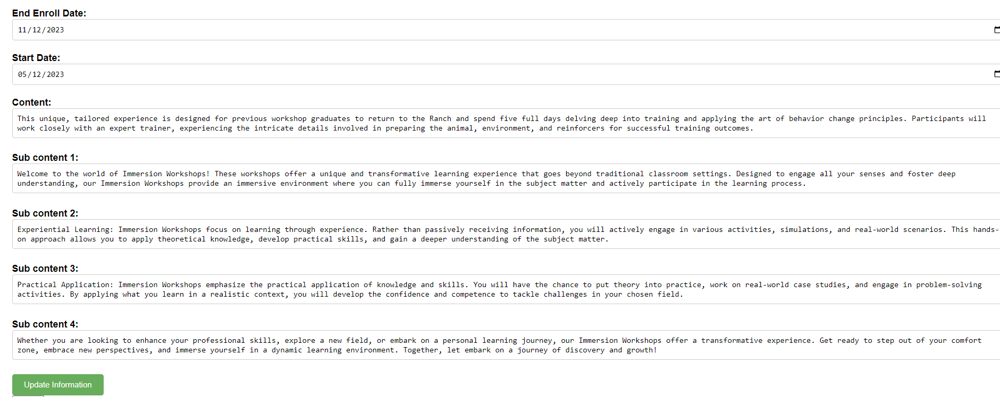 End Enroll Date:
11/12/2023
Start Date:
05/12/2023
Content:
This unique, tailored experience is designed for previous workshop graduates to return to the Ranch and spend five full days delving deep into training and applying the art of behavior change principles. Participants will
work closely with an expert trainer, experiencing the intricate details involved in preparing the animal, environment, and reinforcers for successful training outcomes.
Sub content 1:
Welcome to the world of Immersion Workshops! These workshops offer a unique and transformative learning experience that goes beyond traditional classroom settings. Designed to engage all your senses and foster deep
understanding, our Immersion Workshops provide an immersive environment where you can fully immerse yourself in the subject matter and actively participate in the learning process.
Sub content 2:
Experiential Learning: Immersion Workshops focus on learning through experience. Rather than passively receiving information, you will actively engage in various activities, simulations, and real-world scenarios. This hands-
on approach allows you to apply theoretical knowledge, develop practical skills, and gain a deeper understanding of the subject matter.
Sub content 3:
Practical Application: Immersion Workshops emphasize the practical application of knowledge and skills. You will have the chance to put theory into practice, work on real-world case studies, and engage in problem-solving
activities. By applying what you learn in a realistic context, you will develop the confidence and competence to tackle challenges in your chosen field.
Sub content 4:
Whether you are looking to enhance your professional skills, explore a new field, or embark on a personal learning journey, our Immersion Workshops offer a transformative experience. Get ready to step out of your comfort
zone, embrace new perspectives, and immerse yourself in a dynamic learning environment. Together, let embark on a journey of discovery and growth!
Update Information